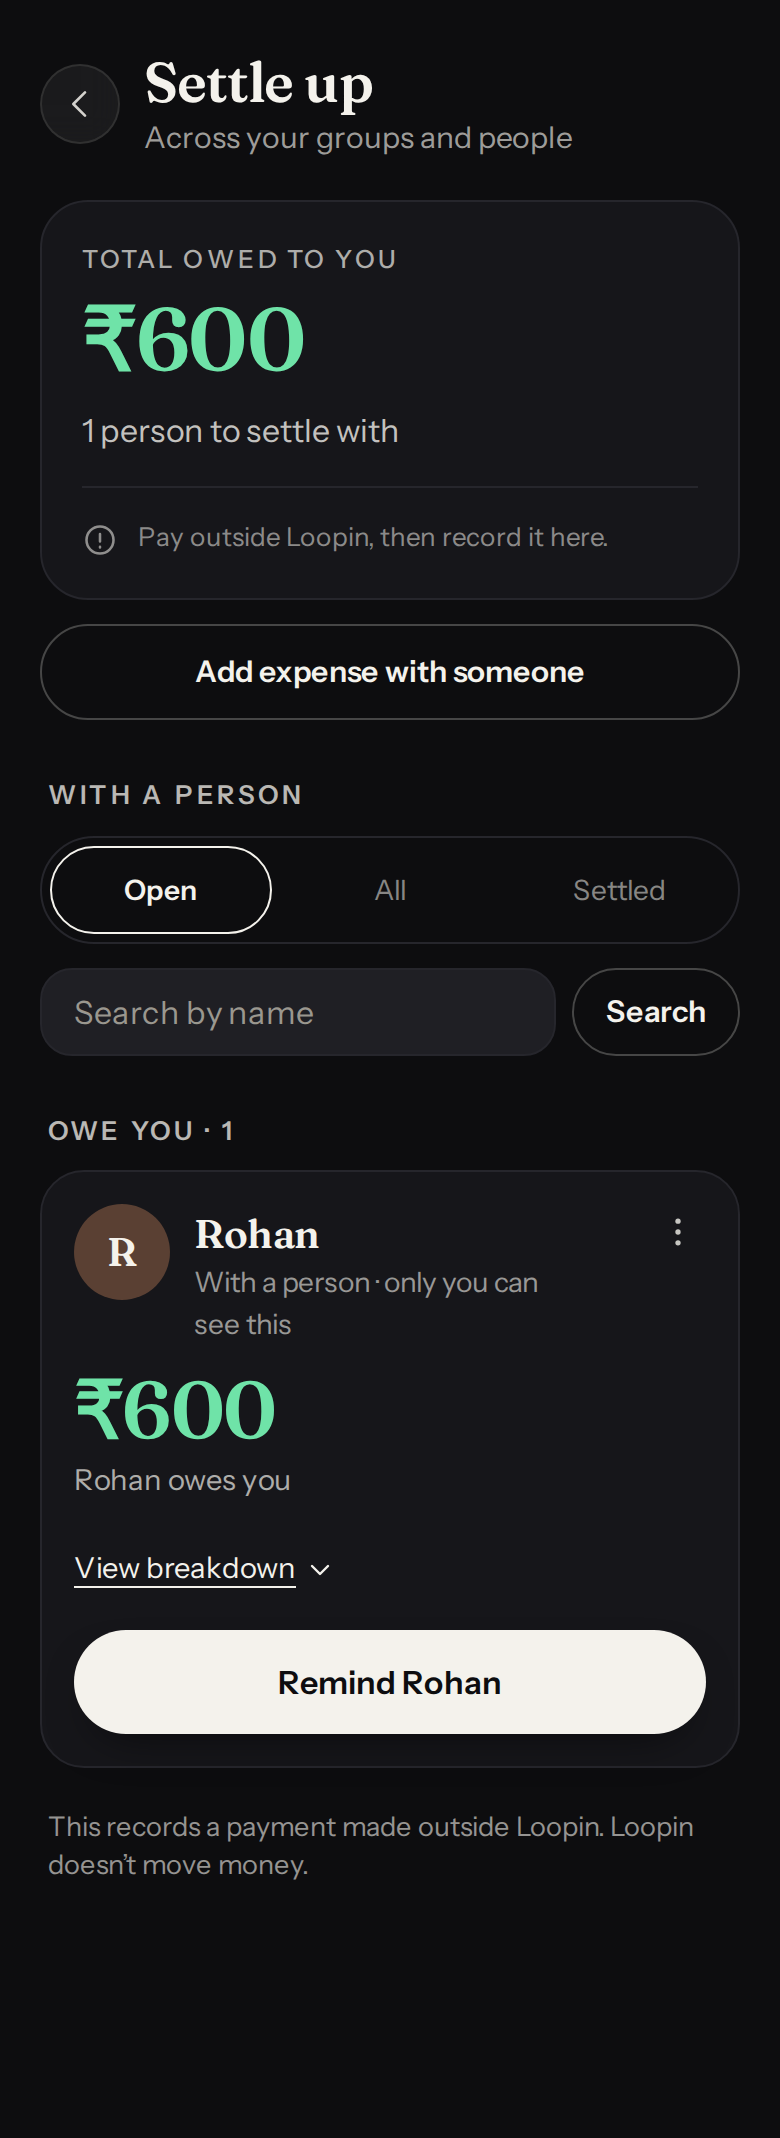 Settle up
Across your groups and people
TOTAL OWED TO YOU
₹600
1 person to settle with
Pay outside Loopin, then record it here.
Add expense with someone
WITH A PERSON
Open
All
Settled
Search by name
Search
OWE YOU · 1
R
Rohan
With a person · only you can
see this
₹600
Rohan owes you
View breakdown
Remind Rohan
This records a payment made outside Loopin. Loopin
doesn’t move money.